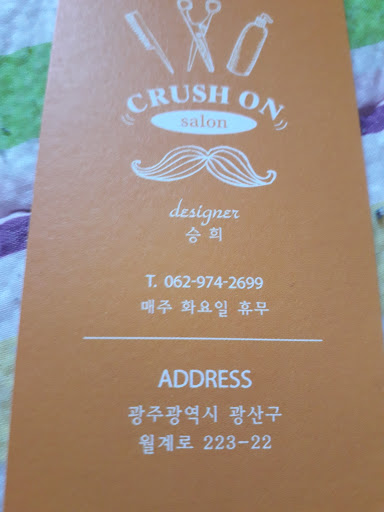 CRUSH ON
salon
designer
승희
T. 062-974-2699
매주 화요일 휴무
ADDRESS
광주광역시 광산구
월계로 223-22